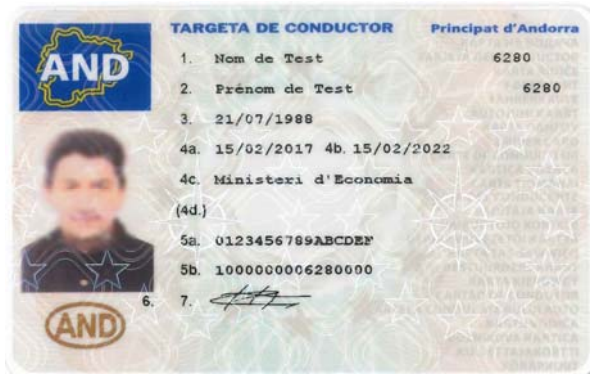 TARGETA DE CONDUCTOR Principat d'Andorra
AND
1. Nom de Test 6280
2. Prénom de Test 6280
3. 21/07/1988
4a. 15/02/2017 4b. 15/02/2022
4c. Ministeri d'Economia
(4d.)
5a. 0123456789ABCDEF
5b. 1000000006280000
6. 7.
AND